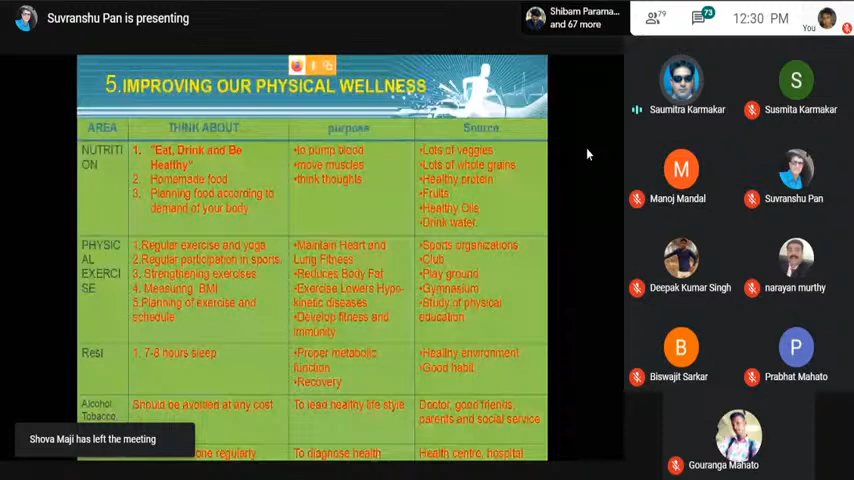 Suvranshu Pan is presenting
Shibam Parama...
and 67 more
79
73
12:30 PM
You
5.IMPROVING OUR PHYSICAL WELLNESS
AREA THINK ABOUT purpose Source
NUTRITI
ON
1. "Eat, Drink and Be
Healthy"
2. Homemade food
3. Planning food according to
demand of your body
•to pump blood
•move muscles
•think thoughts
•Lots of veggies
•Lots of whole grains
•Healthy protein
•Fruits
•Healthy Oils
•Drink water.
PHYSIC
AL
EXERCI
SE
1.Regular exercise and yoga
2.Regular participation in sports.
3. Strengthening exercises
4. Measuring BMI
5.Planning of exercise and
schedule
•Maintain Heart and
Lung Fitness
•Reduces Body Fat
•Exercise Lowers Hypo-
kinetic diseases
•Develop fitness and
immunity
•Sports organizations
•Club
•Play ground
•Gymnasium
•Study of physical
education.
Rest
1. 7-8 hours sleep
•Proper metabolic
function
•Recovery
•Healthy environment
•Good habit
Alcohol,
Tobacco,
Should be avoided at any cost
To lead healthy life style
Doctor, good friends,
parents and social service
one regularly
To diagnose health
Health centre, hospital
Shova Maji has left the meeting
Saumitra Karmakar
S
Susmita Karmakar
M
Manoj Mandal
Suvranshu Pan
Deepak Kumar Singh
narayan murthy
B
Biswajit Sarkar
P
Prabhat Mahato
Gouranga Mahato